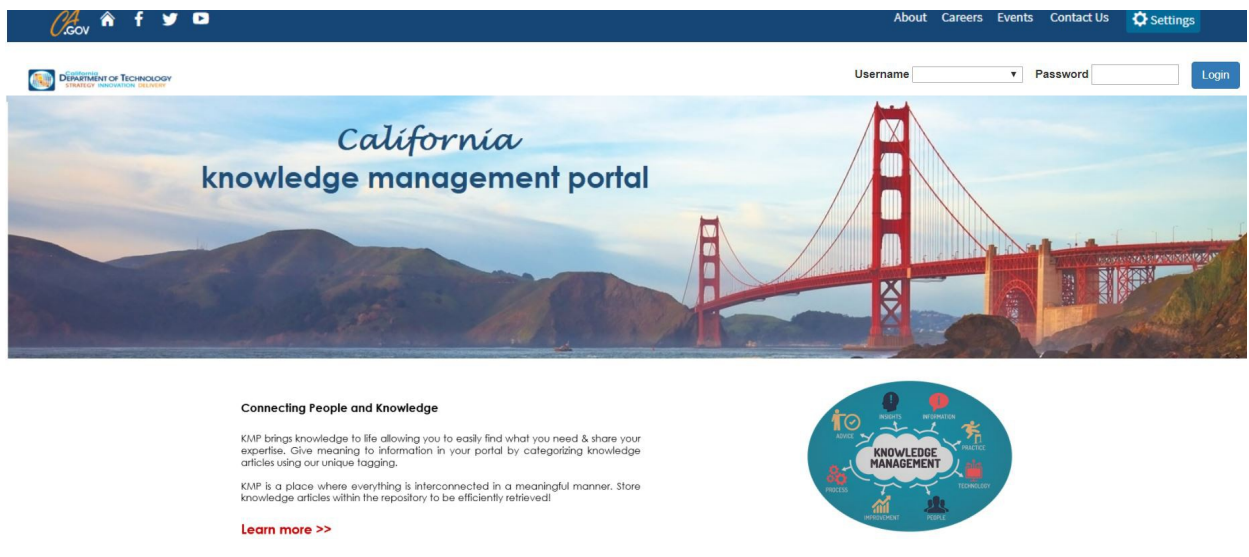 CA.GOV
About Careers Events Contact Us Settings
California
DEPARTMENT OF TECHNOLOGY
STRATEGY INNOVATION DELIVERY
Username Password Login
California
knowledge management portal
Connecting People and Knowledge
KMP brings knowledge to life allowing you to easily find what you need & share your
expertise. Give meaning to information in your portal by categorizing knowledge
articles using our unique tagging.
KMP is a place where everything is interconnected in a meaningful manner. Store
knowledge articles within the repository to be efficiently retrieved!
Learn more >>
INSIGHTS
INFORMATION
ADVICE
PRACTICE
KNOWLEDGE
MANAGEMENT
PROCESS
TECHNOLOGY
IMPROVEMENT
PEOPLE